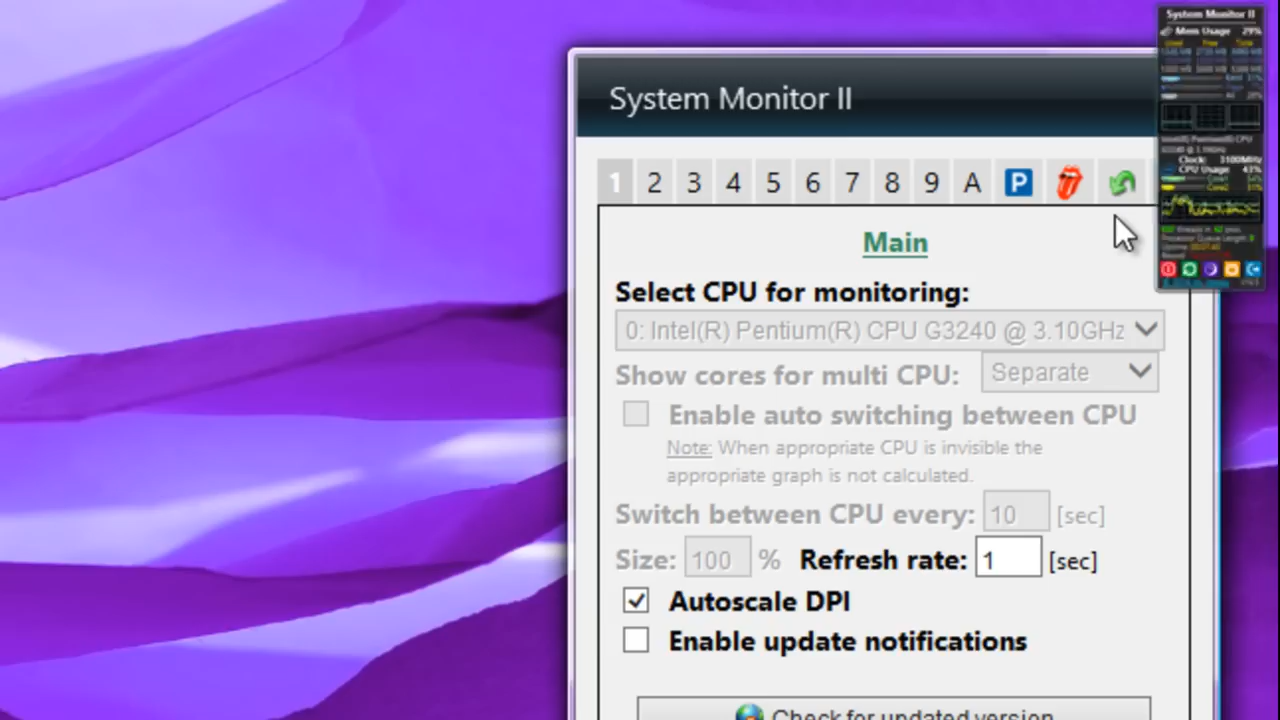 System Monitor II
System Monitor II
Mem Usage 29%
Clock: 3100MHz
CPU Usage 43%
1 2 3 4 5 6 7 8 9 A P
Main
Select CPU for monitoring:
0: Intel(R) Pentium(R) CPU G3240 @ 3.10GHz
Show cores for multi CPU: Separate
Enable auto switching between CPU
Note: When appropriate CPU is invisible the
appropriate graph is not calculated.
Switch between CPU every: 10 [sec]
Size: 100 % Refresh rate: 1 [sec]
Autoscale DPI
Enable update notifications
Check for updated version